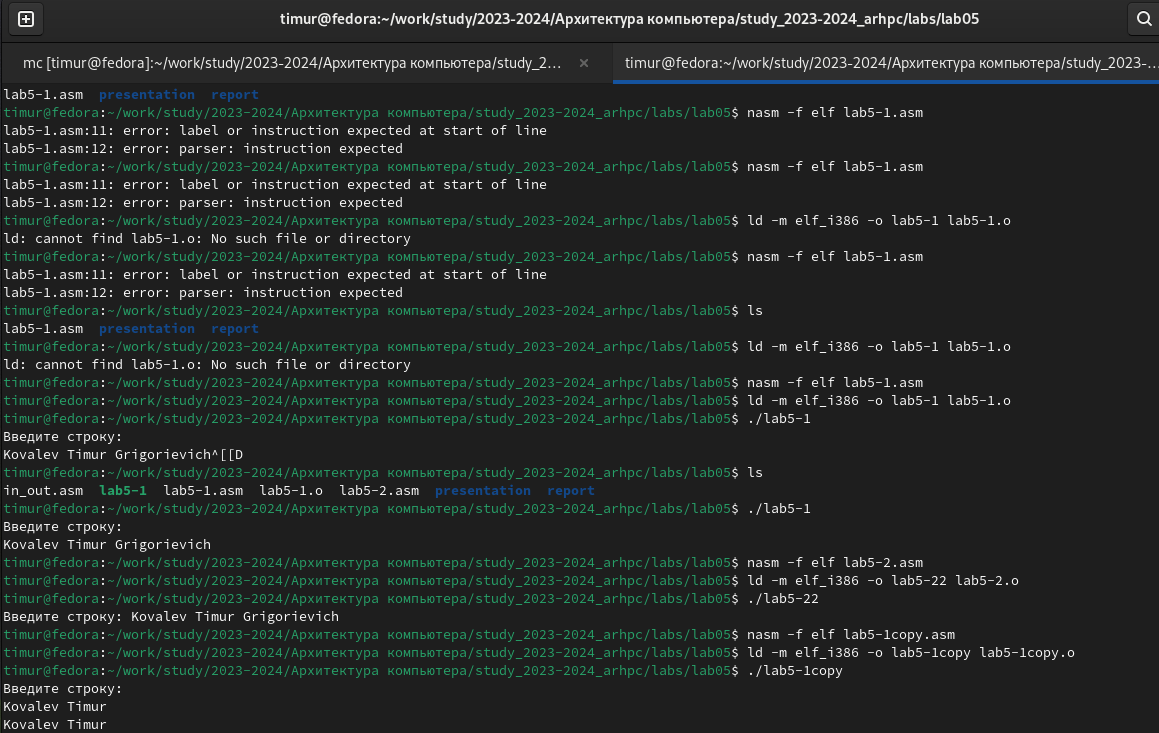 timur@fedora:~/work/study/2023-2024/Архитектура компьютера/study_2023-2024_arhpc/labs/lab05
mc [timur@fedora]:~/work/study/2023-2024/Архитектура компьютера/study_2... ×
timur@fedora:~/work/study/2023-2024/Архитектура компьютера/study_2023-...
lab5-1.asm  presentation  report
timur@fedora:~/work/study/2023-2024/Архитектура компьютера/study_2023-2024_arhpc/labs/lab05$ nasm -f elf lab5-1.asm
lab5-1.asm:11: error: label or instruction expected at start of line
lab5-1.asm:12: error: parser: instruction expected
timur@fedora:~/work/study/2023-2024/Архитектура компьютера/study_2023-2024_arhpc/labs/lab05$ nasm -f elf lab5-1.asm
lab5-1.asm:11: error: label or instruction expected at start of line
lab5-1.asm:12: error: parser: instruction expected
timur@fedora:~/work/study/2023-2024/Архитектура компьютера/study_2023-2024_arhpc/labs/lab05$ ld -m elf_i386 -o lab5-1 lab5-1.o
ld: cannot find lab5-1.o: No such file or directory
timur@fedora:~/work/study/2023-2024/Архитектура компьютера/study_2023-2024_arhpc/labs/lab05$ nasm -f elf lab5-1.asm
lab5-1.asm:11: error: label or instruction expected at start of line
lab5-1.asm:12: error: parser: instruction expected
timur@fedora:~/work/study/2023-2024/Архитектура компьютера/study_2023-2024_arhpc/labs/lab05$ ls
lab5-1.asm  presentation  report
timur@fedora:~/work/study/2023-2024/Архитектура компьютера/study_2023-2024_arhpc/labs/lab05$ ld -m elf_i386 -o lab5-1 lab5-1.o
ld: cannot find lab5-1.o: No such file or directory
timur@fedora:~/work/study/2023-2024/Архитектура компьютера/study_2023-2024_arhpc/labs/lab05$ nasm -f elf lab5-1.asm
timur@fedora:~/work/study/2023-2024/Архитектура компьютера/study_2023-2024_arhpc/labs/lab05$ ld -m elf_i386 -o lab5-1 lab5-1.o
timur@fedora:~/work/study/2023-2024/Архитектура компьютера/study_2023-2024_arhpc/labs/lab05$ ./lab5-1
Введите строку:
Kovalev Timur Grigorievich^[[D
timur@fedora:~/work/study/2023-2024/Архитектура компьютера/study_2023-2024_arhpc/labs/lab05$ ls
in_out.asm  lab5-1  lab5-1.asm  lab5-1.o  lab5-2.asm  presentation  report
timur@fedora:~/work/study/2023-2024/Архитектура компьютера/study_2023-2024_arhpc/labs/lab05$ ./lab5-1
Введите строку:
Kovalev Timur Grigorievich
timur@fedora:~/work/study/2023-2024/Архитектура компьютера/study_2023-2024_arhpc/labs/lab05$ nasm -f elf lab5-2.asm
timur@fedora:~/work/study/2023-2024/Архитектура компьютера/study_2023-2024_arhpc/labs/lab05$ ld -m elf_i386 -o lab5-22 lab5-2.o
timur@fedora:~/work/study/2023-2024/Архитектура компьютера/study_2023-2024_arhpc/labs/lab05$ ./lab5-22
Введите строку: Kovalev Timur Grigorievich
timur@fedora:~/work/study/2023-2024/Архитектура компьютера/study_2023-2024_arhpc/labs/lab05$ nasm -f elf lab5-1copy.asm
timur@fedora:~/work/study/2023-2024/Архитектура компьютера/study_2023-2024_arhpc/labs/lab05$ ld -m elf_i386 -o lab5-1copy lab5-1copy.o
timur@fedora:~/work/study/2023-2024/Архитектура компьютера/study_2023-2024_arhpc/labs/lab05$ ./lab5-1copy
Введите строку:
Kovalev Timur
Kovalev Timur